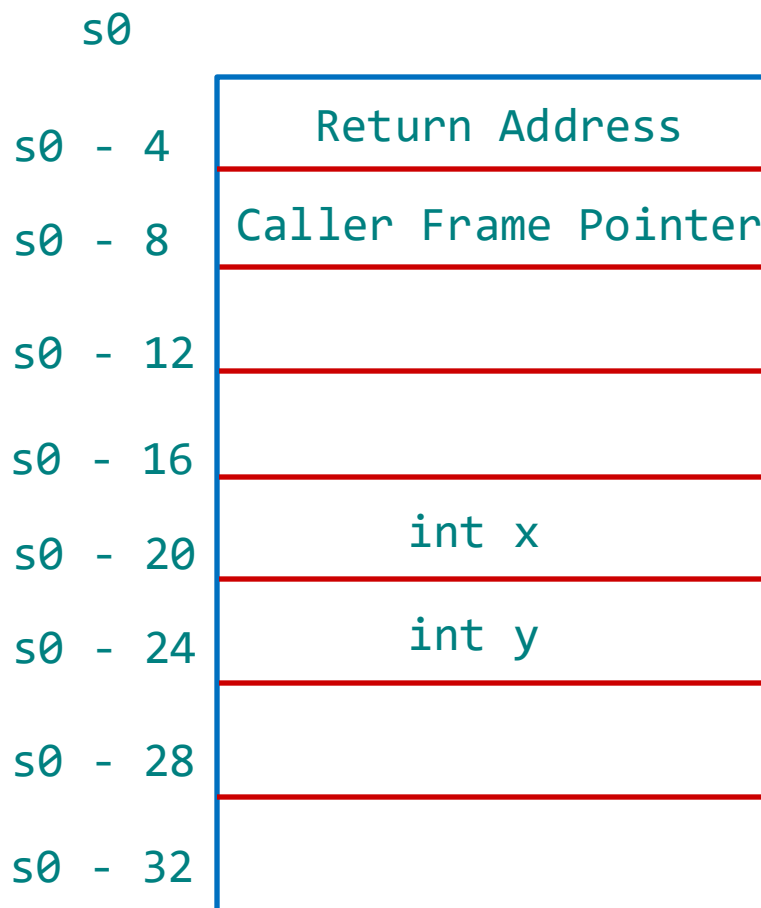 s0
s0 - 4 Return Address
s0 - 8 Caller Frame Pointer
s0 - 12
s0 - 16
s0 - 20 int x
s0 - 24 int y
s0 - 28
s0 - 32